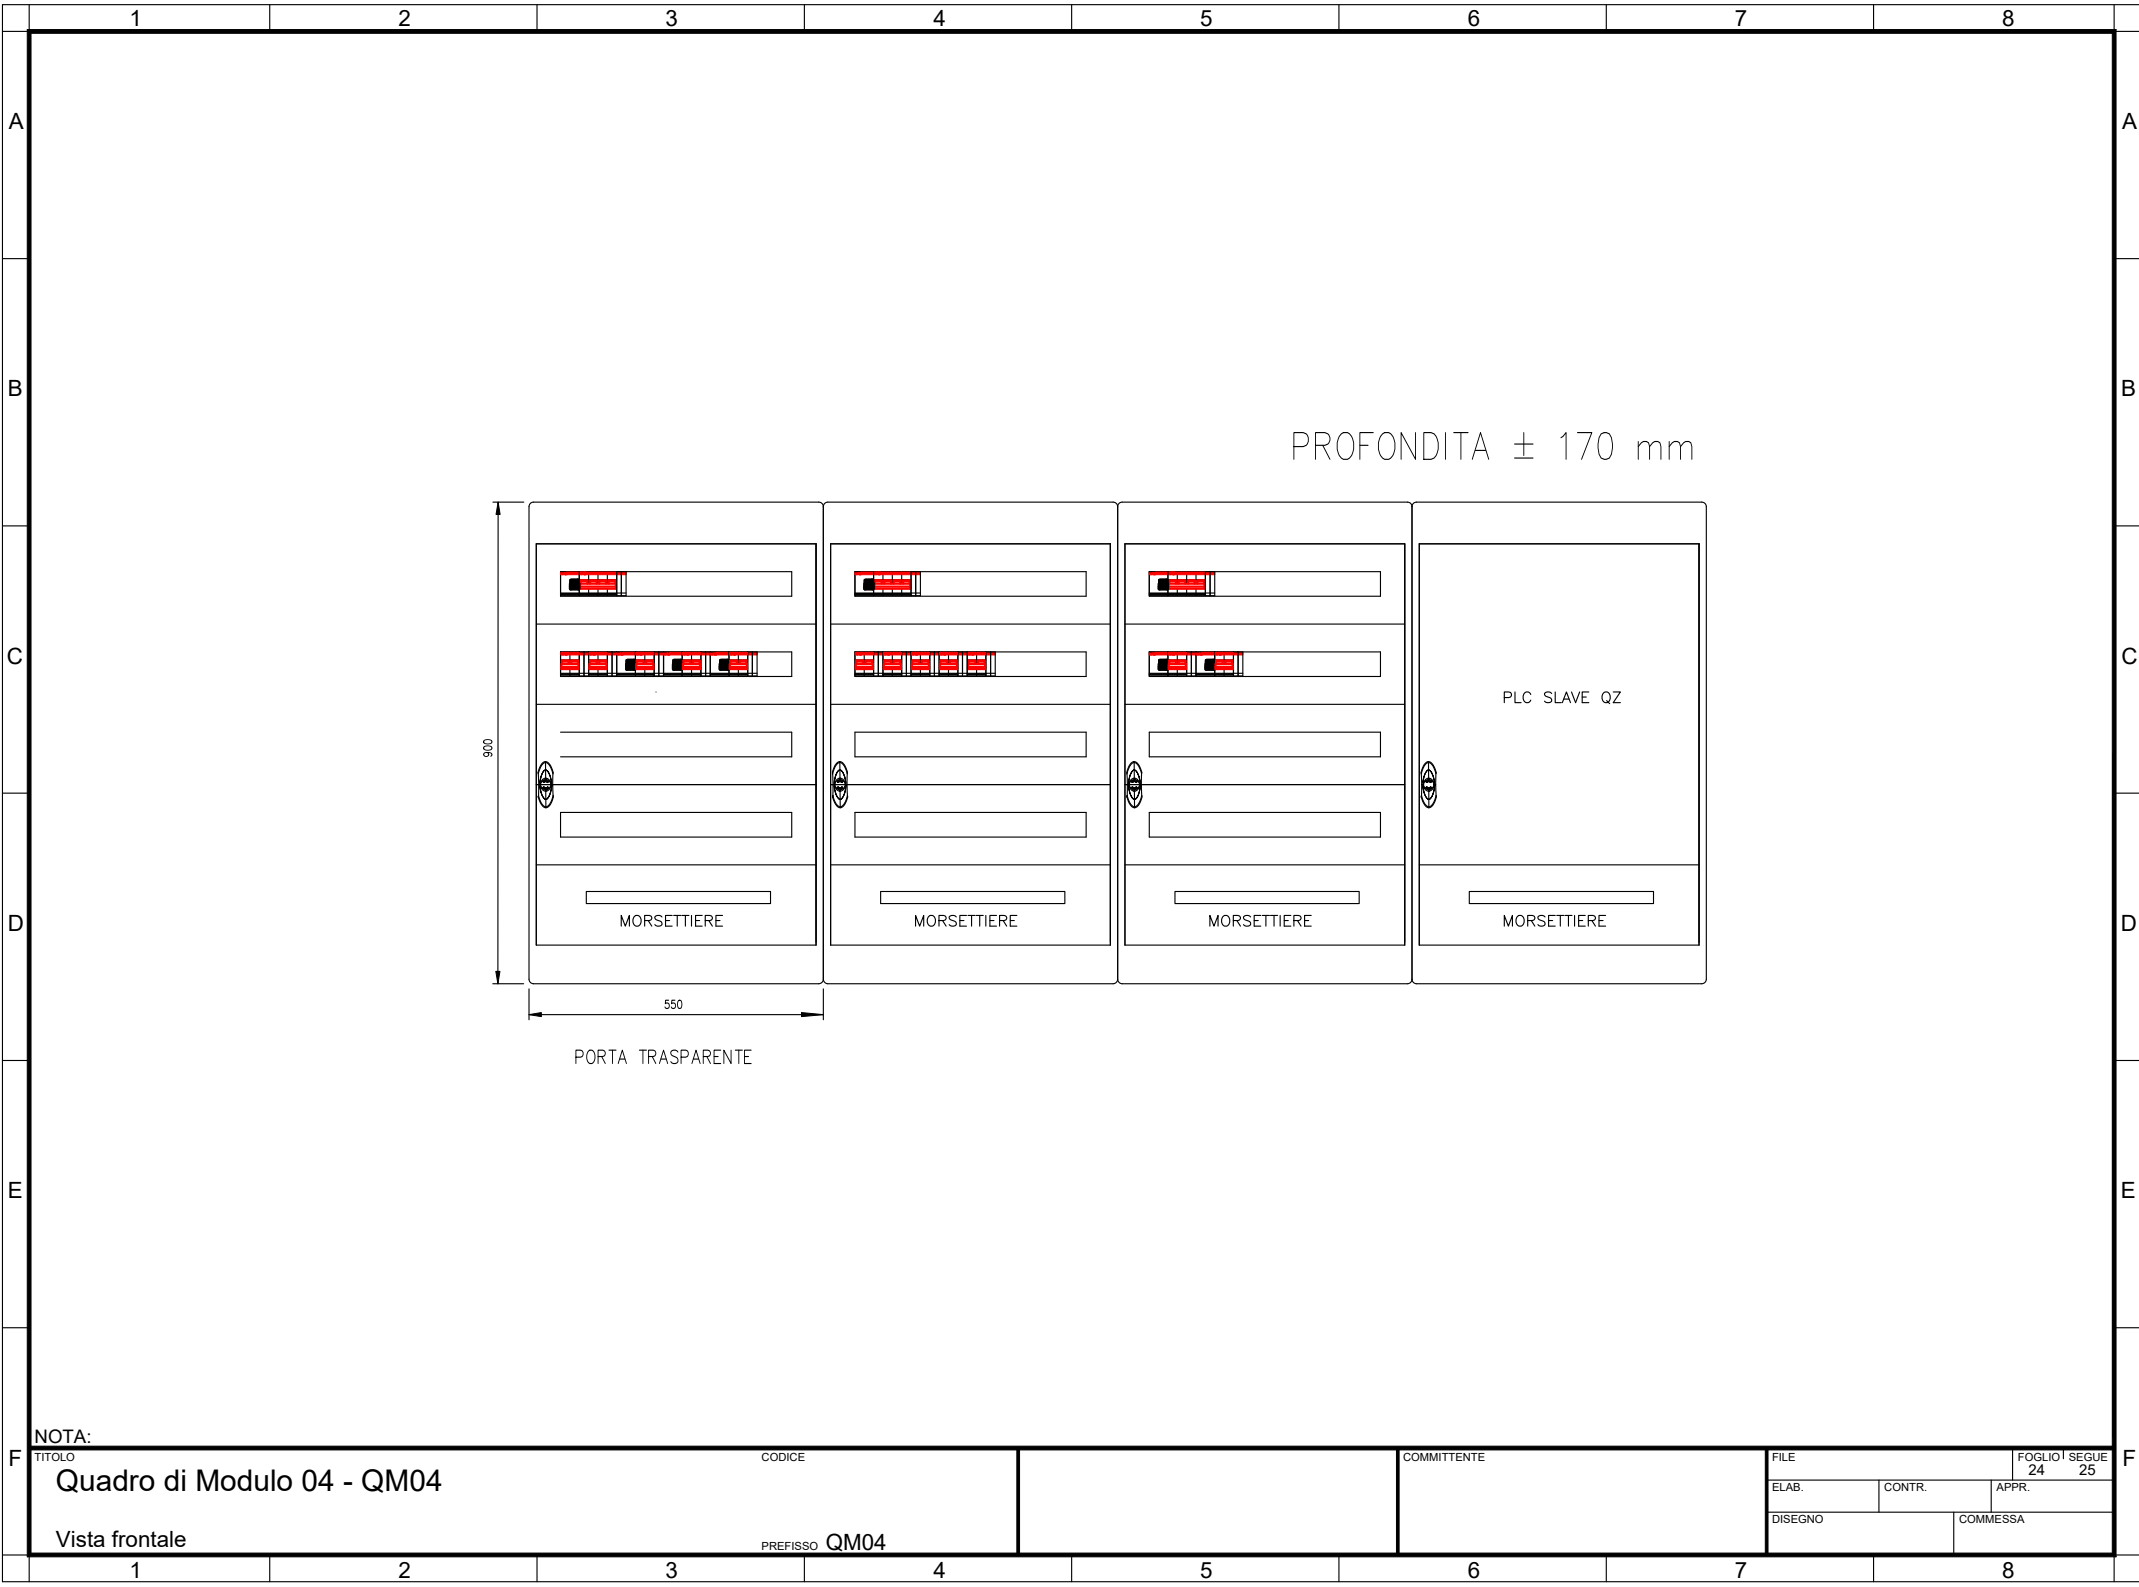 1 2 3 4 5 6 7 8
A A
B B
PROFONDITA ± 170 mm
C C
PLC SLAVE QZ
900
MORSETTIERE MORSETTIERE MORSETTIERE MORSETTIERE
D D
550
PORTA TRASPARENTE
E E
NOTA:
F F
TITOLO
Quadro di Modulo 04 - QM04
Vista frontale
CODICE
PREFISSO QM04
COMMITTENTE
FILE
FOGLIO SEGUE
24 25
ELAB. CONTR. APPR.
DISEGNO COMMESSA
1 2 3 4 5 6 7 8